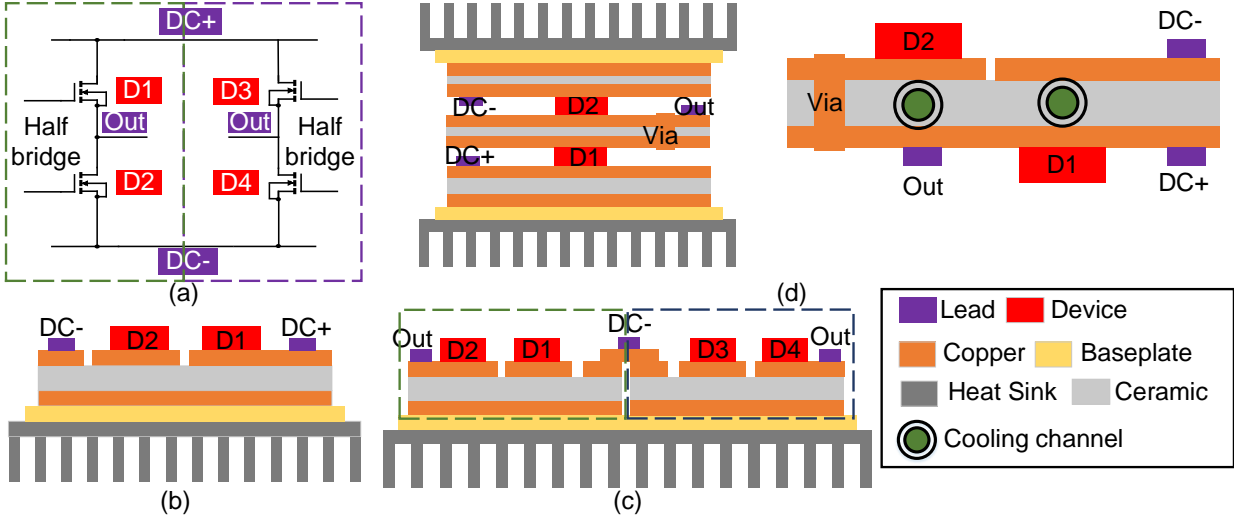 DC+
D1
D3
Out
Out
Half
bridge
Half
bridge
D2
D4
DC-
(a)
DC-
D2
Out
Via
DC+
D1
D2
DC-
Via
Out
D1
DC+
(d)
DC-
D2
D1
DC+
(b)
Out
D2
D1
DC-
D3
D4
Out
(c)
Lead
Device
Copper
Baseplate
Heat Sink
Ceramic
Cooling channel